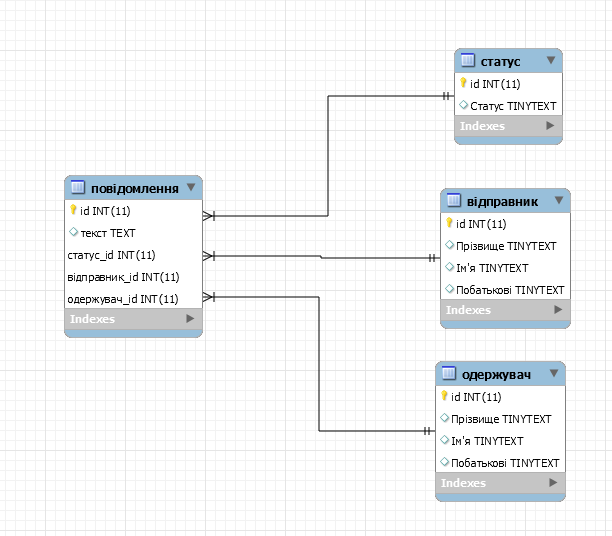 статус
id INT(11)
Статус TINYTEXT
Indexes
повідомлення
id INT(11)
текст TEXT
статус_id INT(11)
відправник_id INT(11)
одержувач_id INT(11)
Indexes
відправник
id INT(11)
Прізвище TINYTEXT
Ім'я TINYTEXT
Побатькові TINYTEXT
Indexes
одержувач
id INT(11)
Прізвище TINYTEXT
Ім'я TINYTEXT
Побатькові TINYTEXT
Indexes